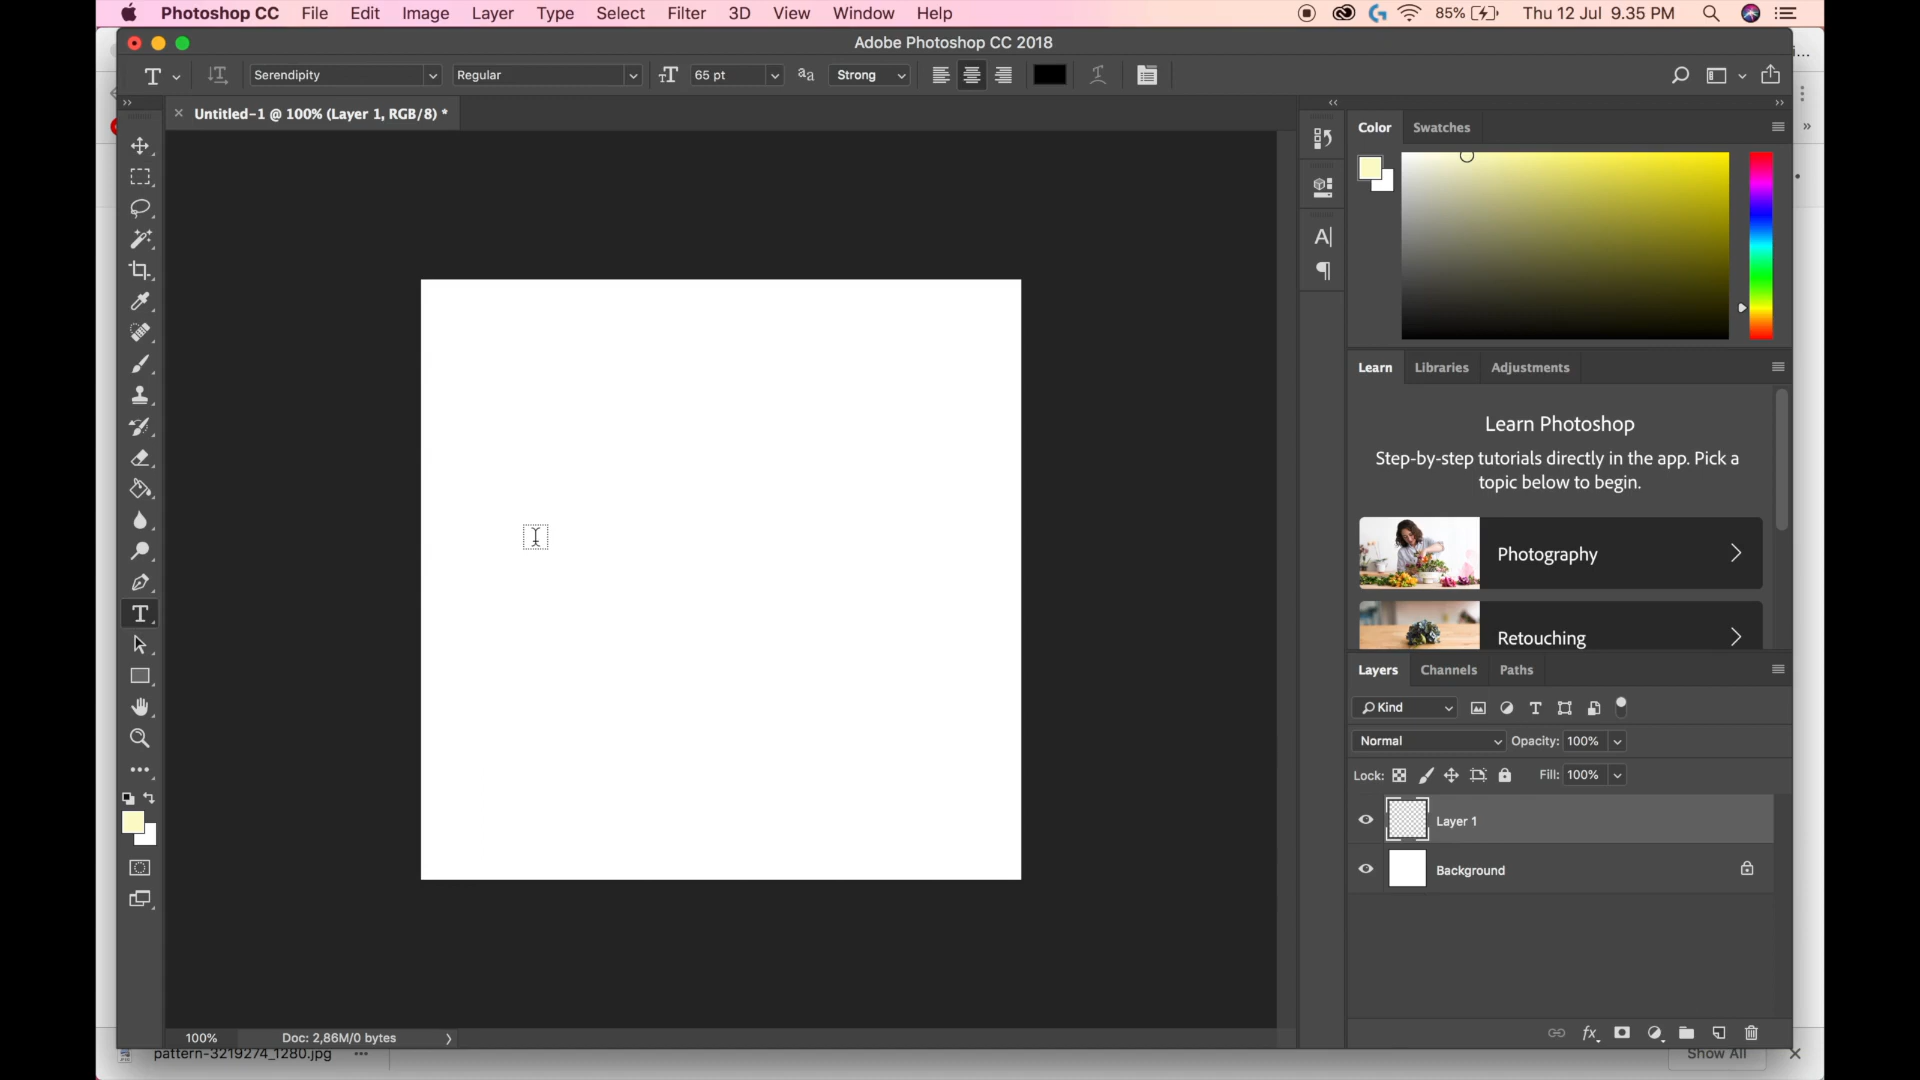 Photoshop CC File Edit Image Layer Type Select Filter 3D View Window Help 85% Thu 12 Jul 9.35 PM
Adobe Photoshop CC 2018
Serendipity Regular 65 pt Strong
Untitled-1 @ 100% (Layer 1, RGB/8) *
Color Swatches
Learn Libraries Adjustments
Learn Photoshop
Step-by-step tutorials directly in the app. Pick a
topic below to begin.
Photography
Retouching
Layers Channels Paths
Kind
Normal Opacity: 100%
Lock: Fill: 100%
Layer 1
Background
100% Doc: 2,86M/0 bytes
pattern-3219274_1280.jpg Show All